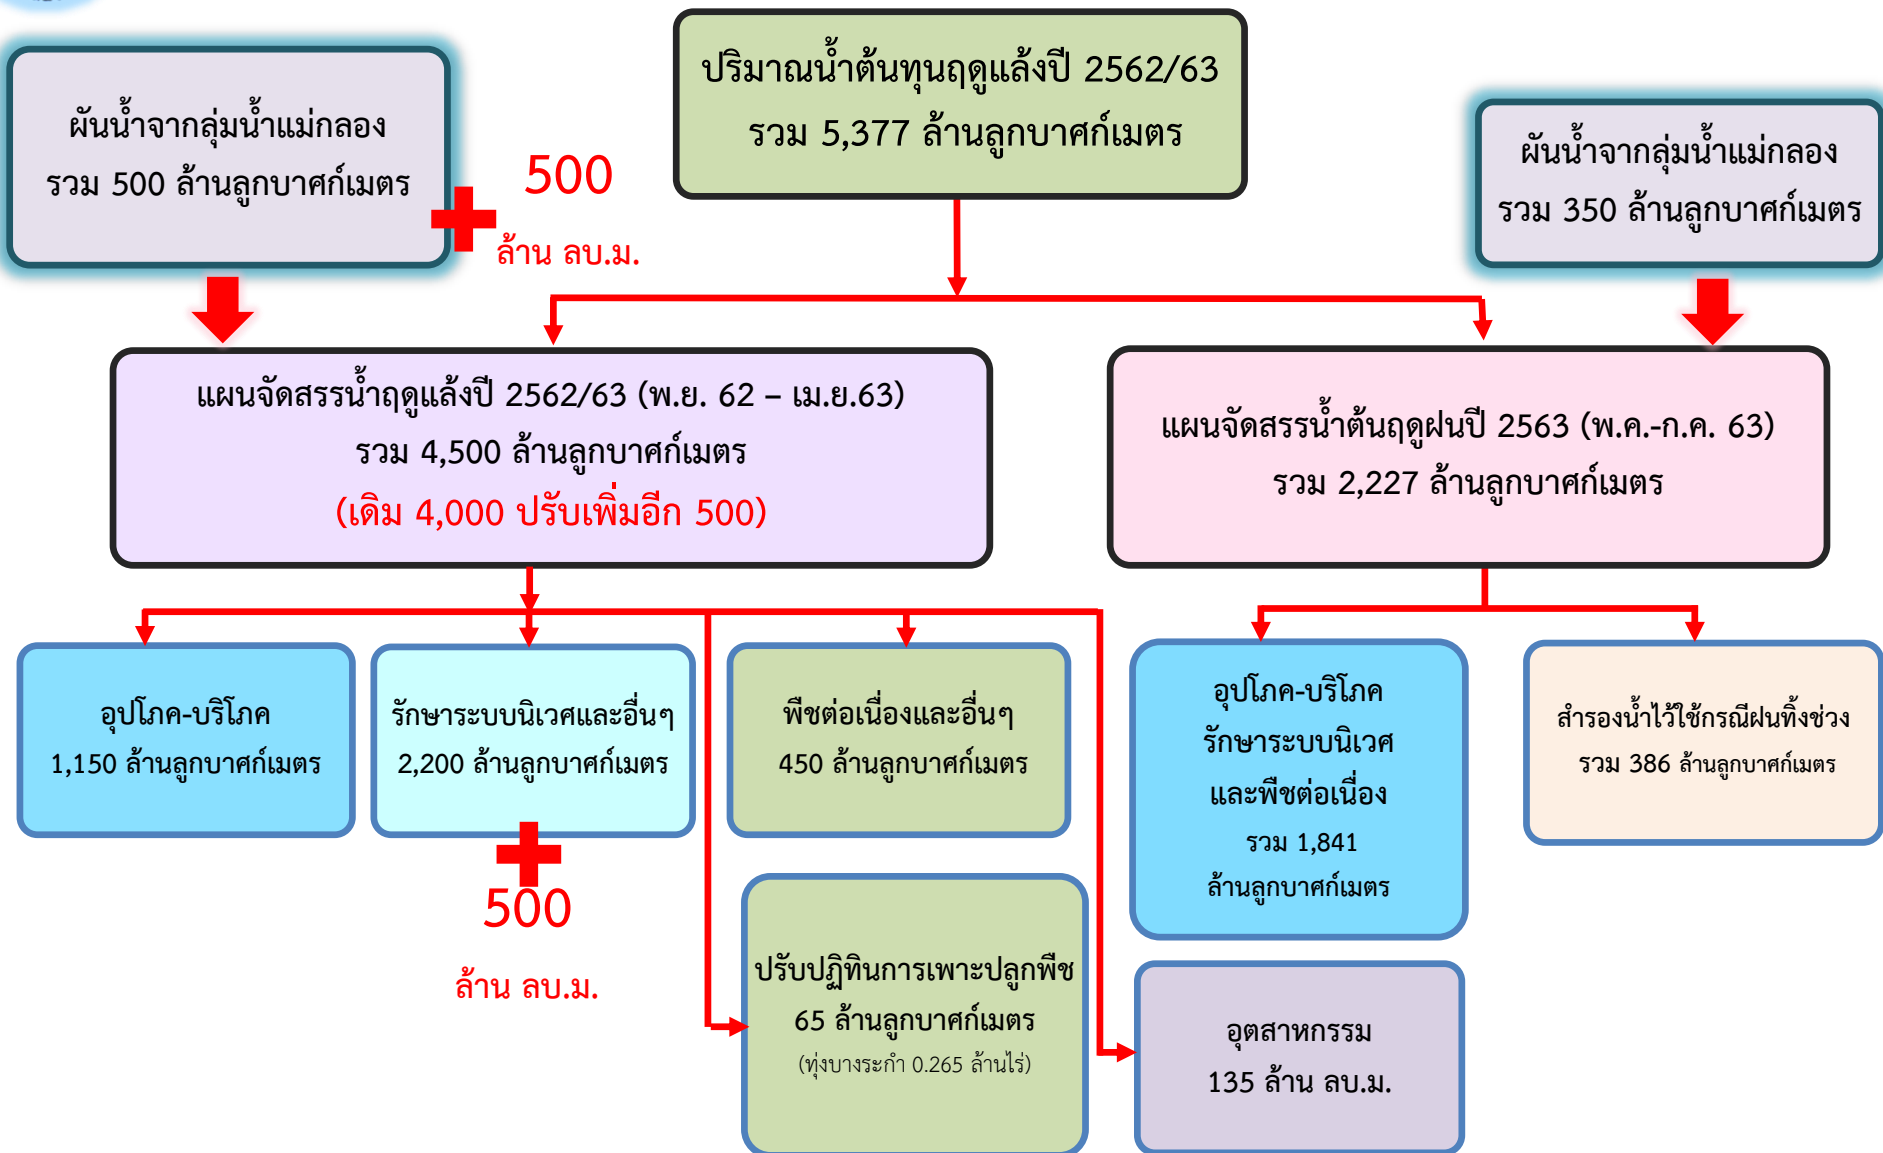 ปริมาณน้ำต้นทุนฤดูแล้งปี 2562/63
รวม 5,377 ล้านลูกบาศก์เมตร
ผันน้ำจากลุ่มน้ำแม่กลอง
รวม 500 ล้านลูกบาศก์เมตร
500
ล้าน ลบ.ม.
ผันน้ำจากลุ่มน้ำแม่กลอง
รวม 350 ล้านลูกบาศก์เมตร
แผนจัดสรรน้ำฤดูแล้งปี 2562/63 (พ.ย. 62 – เม.ย.63)
รวม 4,500 ล้านลูกบาศก์เมตร
(เดิม 4,000 ปรับเพิ่มอีก 500)
แผนจัดสรรน้ำต้นฤดูฝนปี 2563 (พ.ค.-ก.ค. 63)
รวม 2,227 ล้านลูกบาศก์เมตร
อุปโภค-บริโภค
1,150 ล้านลูกบาศก์เมตร
รักษาระบบนิเวศและอื่นๆ
2,200 ล้านลูกบาศก์เมตร
500
ล้าน ลบ.ม.
พืชต่อเนื่องและอื่นๆ
450 ล้านลูกบาศก์เมตร
ปรับปฏิทินการเพาะปลูกพืช
65 ล้านลูกบาศก์เมตร
(ทุ่งบางระกำ 0.265 ล้านไร่)
อุตสาหกรรม
135 ล้าน ลบ.ม.
อุปโภค-บริโภค
รักษาระบบนิเวศ
และพืชต่อเนื่อง
รวม 1,841
ล้านลูกบาศก์เมตร
สำรองน้ำไว้ใช้กรณีฝนทิ้งช่วง
รวม 386 ล้านลูกบาศก์เมตร